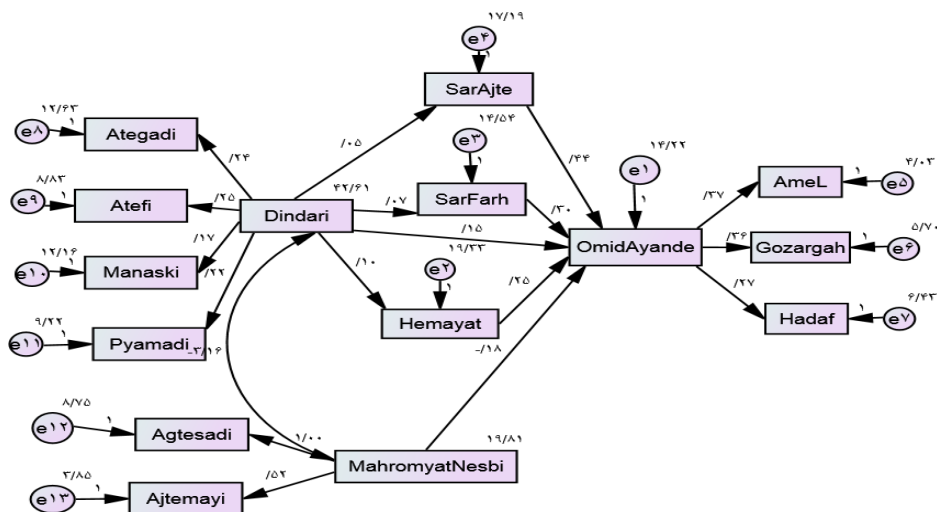 ۱۷/۱۹
e۴
۱
SarAjte
۱۲/۶۳
e۸
۱
Ategadi
/۲۴
/۰۵
۱۴/۵۴
e۳
۱
/۴۴
۱۴/۲۲
e۱
۱
۸/۸۳
e۹
۱
Atefi
/۲۵
۴۲/۶۱
Dindari
/۰۷
SarFarh
/۳۰
/۳۷
AmeL
۱
۴/۰۳
e۵
۱۲/۱۶
e۱۰
۱
Manaski
/۱۷
/۲۲
/۱۵
OmidAyande
/۳۶
Gozargah
۱
۵/۷۰
e۶
/۱۰
۱۹/۳۳
e۲
۱
Hemayat
/۲۵
/۲۷
Hadaf
۱
۶/۴۳
e۷
۹/۲۲
e۱۱
۱
Pyamadi
-۳/۱۶
-/۱۸
۸/۷۵
e۱۲
۱
Agtesadi
۱/۰۰
۱۹/۸۱
MahromyatNesbi
e۱۳
۱
Ajtemayi
/۵۲